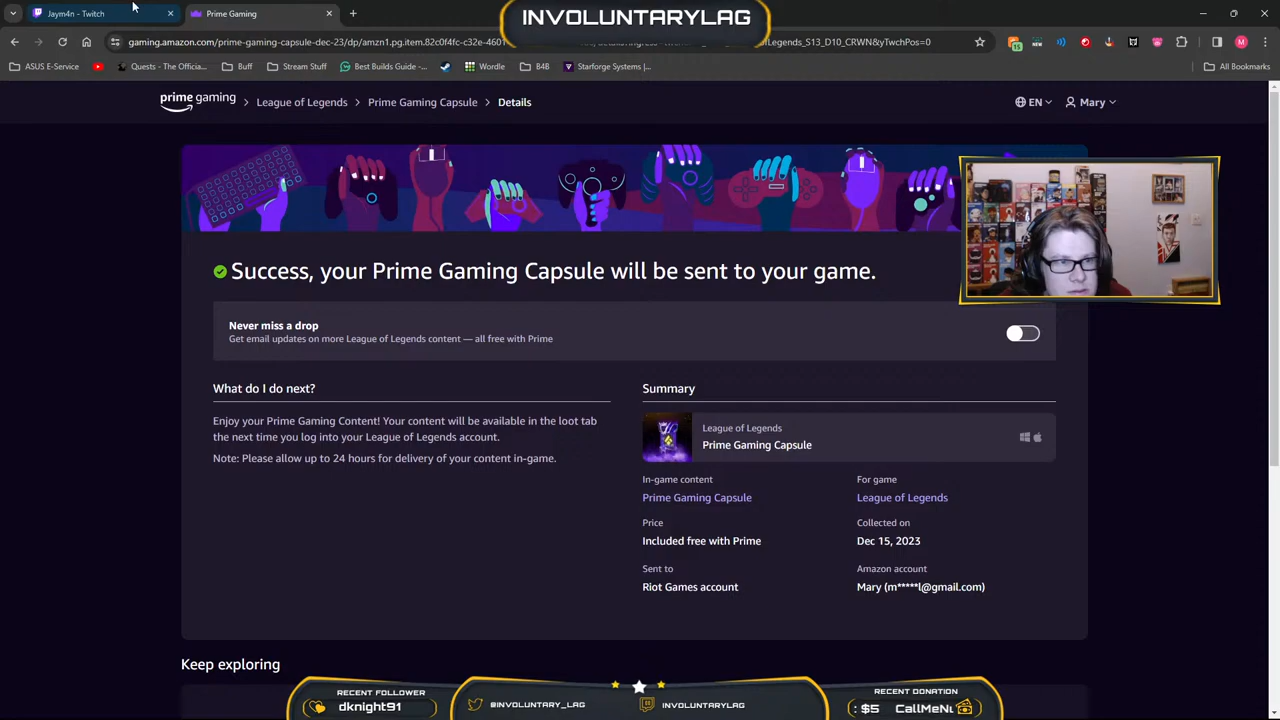 INVOLUNTARYLAG
Jaym4n - Twitch
Prime Gaming
gaming.amazon.com/prime-gaming-capsule-dec-23/dp/amzn1.pg.item.82c0f4fc-c32e-4601
Legends_S13_D10_CRWN&yTwchPos=0
ASUS E-Service
Quests - The Officia...
Buff
Stream Stuff
Best Builds Guide -...
Wordle
B4B
Starforge Systems |...
All Bookmarks
prime gaming
League of Legends
Prime Gaming Capsule
Details
EN
Mary
Success, your Prime Gaming Capsule will be sent to your game.
Never miss a drop
Get email updates on more League of Legends content — all free with Prime
What do I do next?
Enjoy your Prime Gaming Content! Your content will be available in the loot tab
the next time you log into your League of Legends account.
Note: Please allow up to 24 hours for delivery of your content in-game.
Summary
League of Legends
Prime Gaming Capsule
In-game content
Prime Gaming Capsule
For game
League of Legends
Price
Included free with Prime
Collected on
Dec 15, 2023
Sent to
Riot Games account
Amazon account
Mary (m*****l@gmail.com)
Keep exploring
RECENT FOLLOWER
dknight91
@INVOLUNTARY_LAG
INVOLUNTARYLAG
RECENT DONATION
: $5 CallMeNu